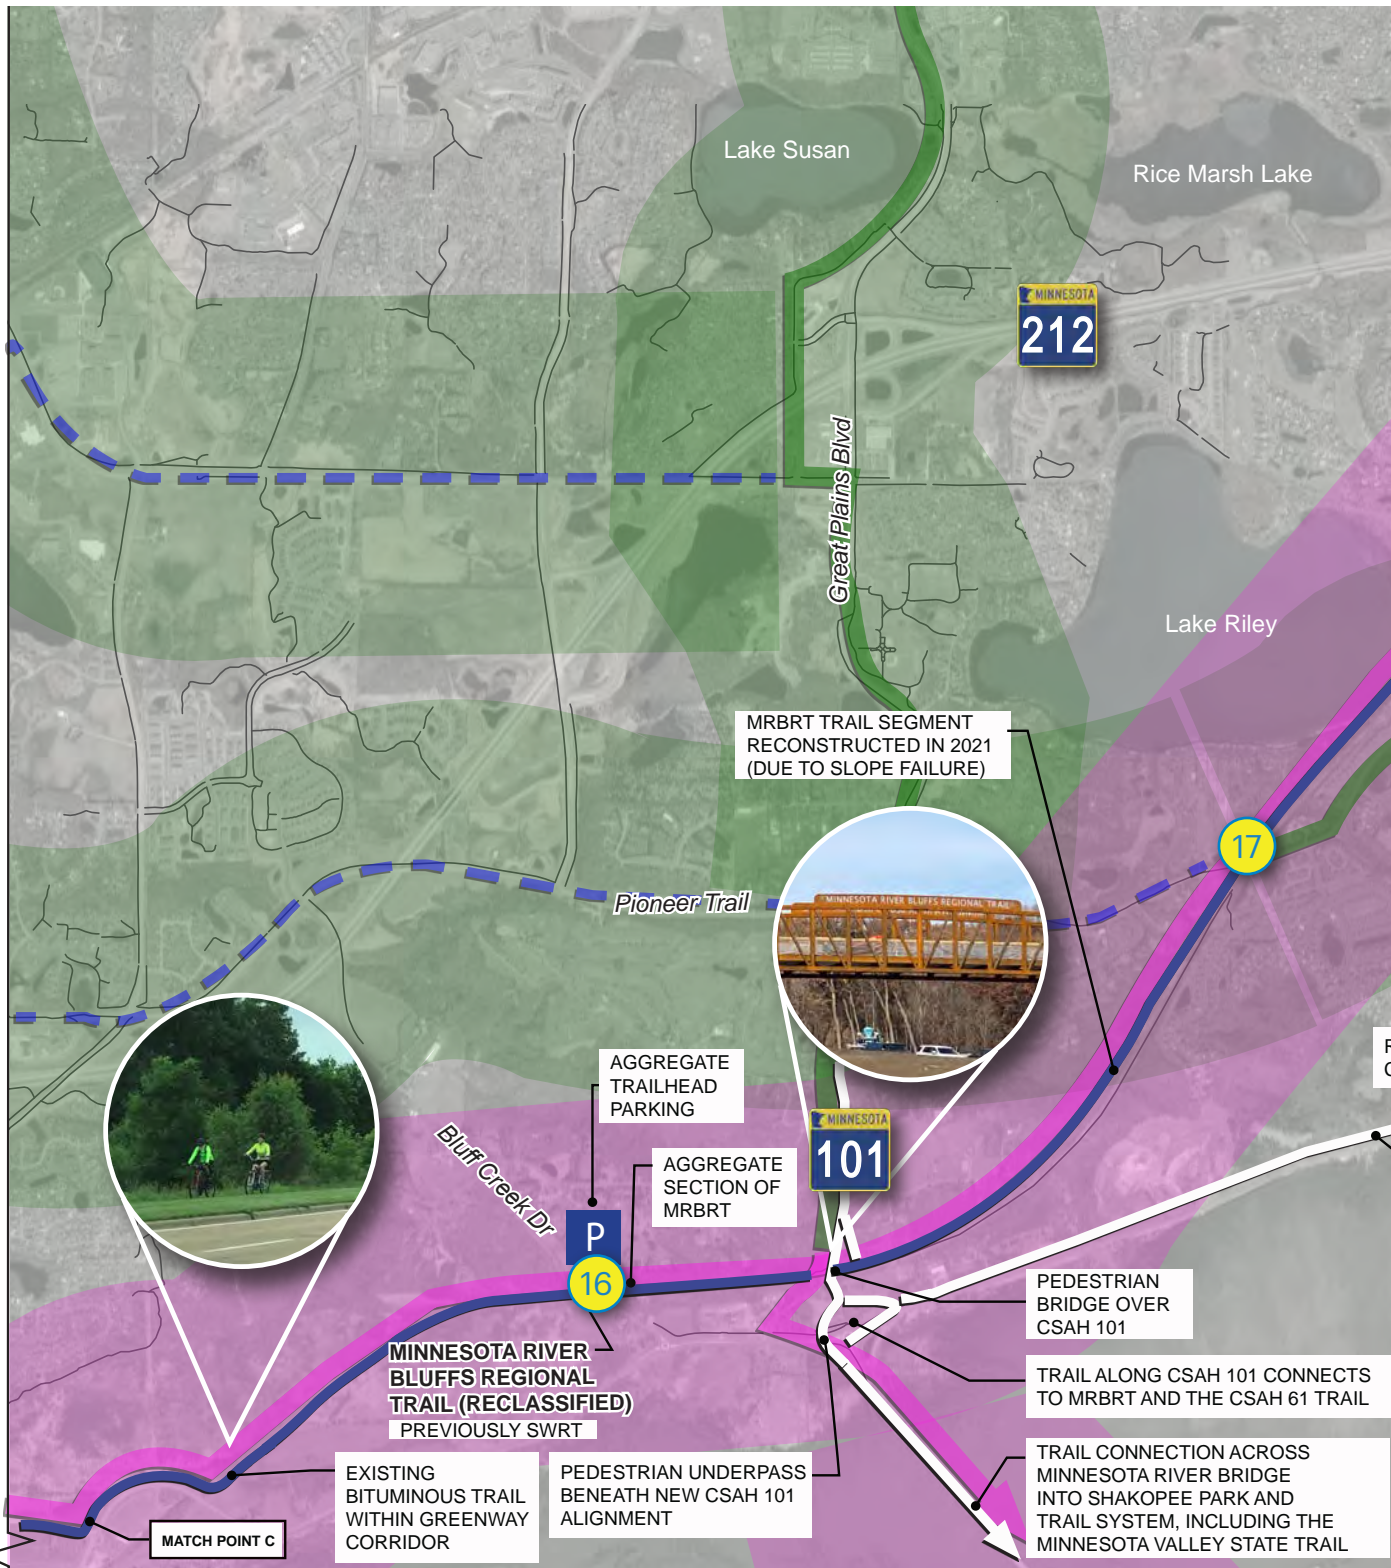 Lake Susan
Rice Marsh Lake
MINNESOTA
212
Great Plains Blvd
Lake Riley
MRBRT TRAIL SEGMENT
RECONSTRUCTED IN 2021
(DUE TO SLOPE FAILURE)
17
Pioneer Trail
MINNESOTA RIVER BLUFFS REGIONAL TRAIL
AGGREGATE
TRAILHEAD
PARKING
MINNESOTA
101
Bluff Creek Dr
AGGREGATE
SECTION OF
MRBRT
P
16
PEDESTRIAN
BRIDGE OVER
CSAH 101
MINNESOTA RIVER
BLUFFS REGIONAL
TRAIL (RECLASSIFIED)
PREVIOUSLY SWRT
TRAIL ALONG CSAH 101 CONNECTS
TO MRBRT AND THE CSAH 61 TRAIL
EXISTING
BITUMINOUS TRAIL
WITHIN GREENWAY
CORRIDOR
PEDESTRIAN UNDERPASS
BENEATH NEW CSAH 101
ALIGNMENT
TRAIL CONNECTION ACROSS
MINNESOTA RIVER BRIDGE
INTO SHAKOPEE PARK AND
TRAIL SYSTEM, INCLUDING THE
MINNESOTA VALLEY STATE TRAIL
MATCH POINT C